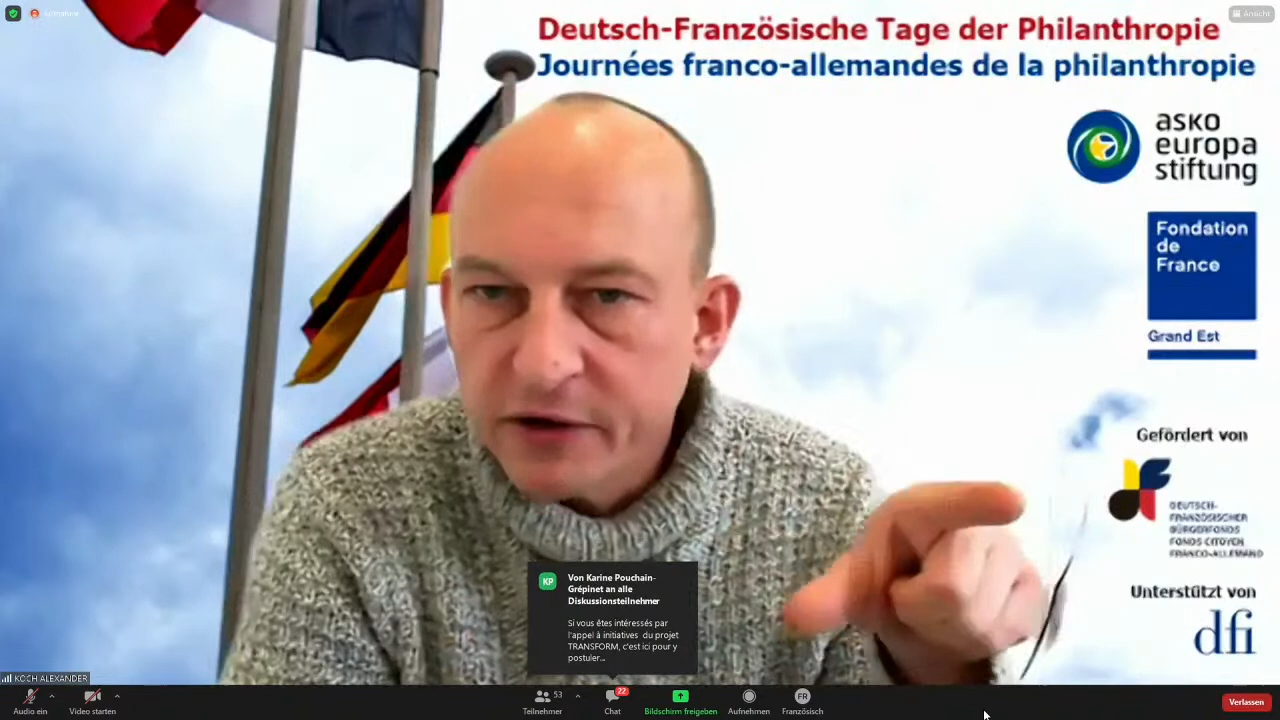 Aufnahme
Ansicht
Deutsch-Französische Tage der Philanthropie
Journées franco-allemandes de la philanthropie
asko
europa
stiftung
Fondation
de
France
Grand Est
Gefördert von
DEUTSCH-
FRANZÖSISCHER
BÜRGERFONDS
FONDS CITOYEN
FRANCO-ALLEMAND
Unterstützt von
dfi
KP
Von Karine Pouchain-
Grépinet an alle
Diskussionsteilnehmer
Si vous êtes intéressés par
l'appel à initiatives du projet
TRANSFORM, c'est ici pour y
postuler...
KOCH ALEXANDER
Audio ein
Video starten
53
Teilnehmer
22
Chat
Bildschirm freigeben
Aufnehmen
FR
Französisch
Verlassen